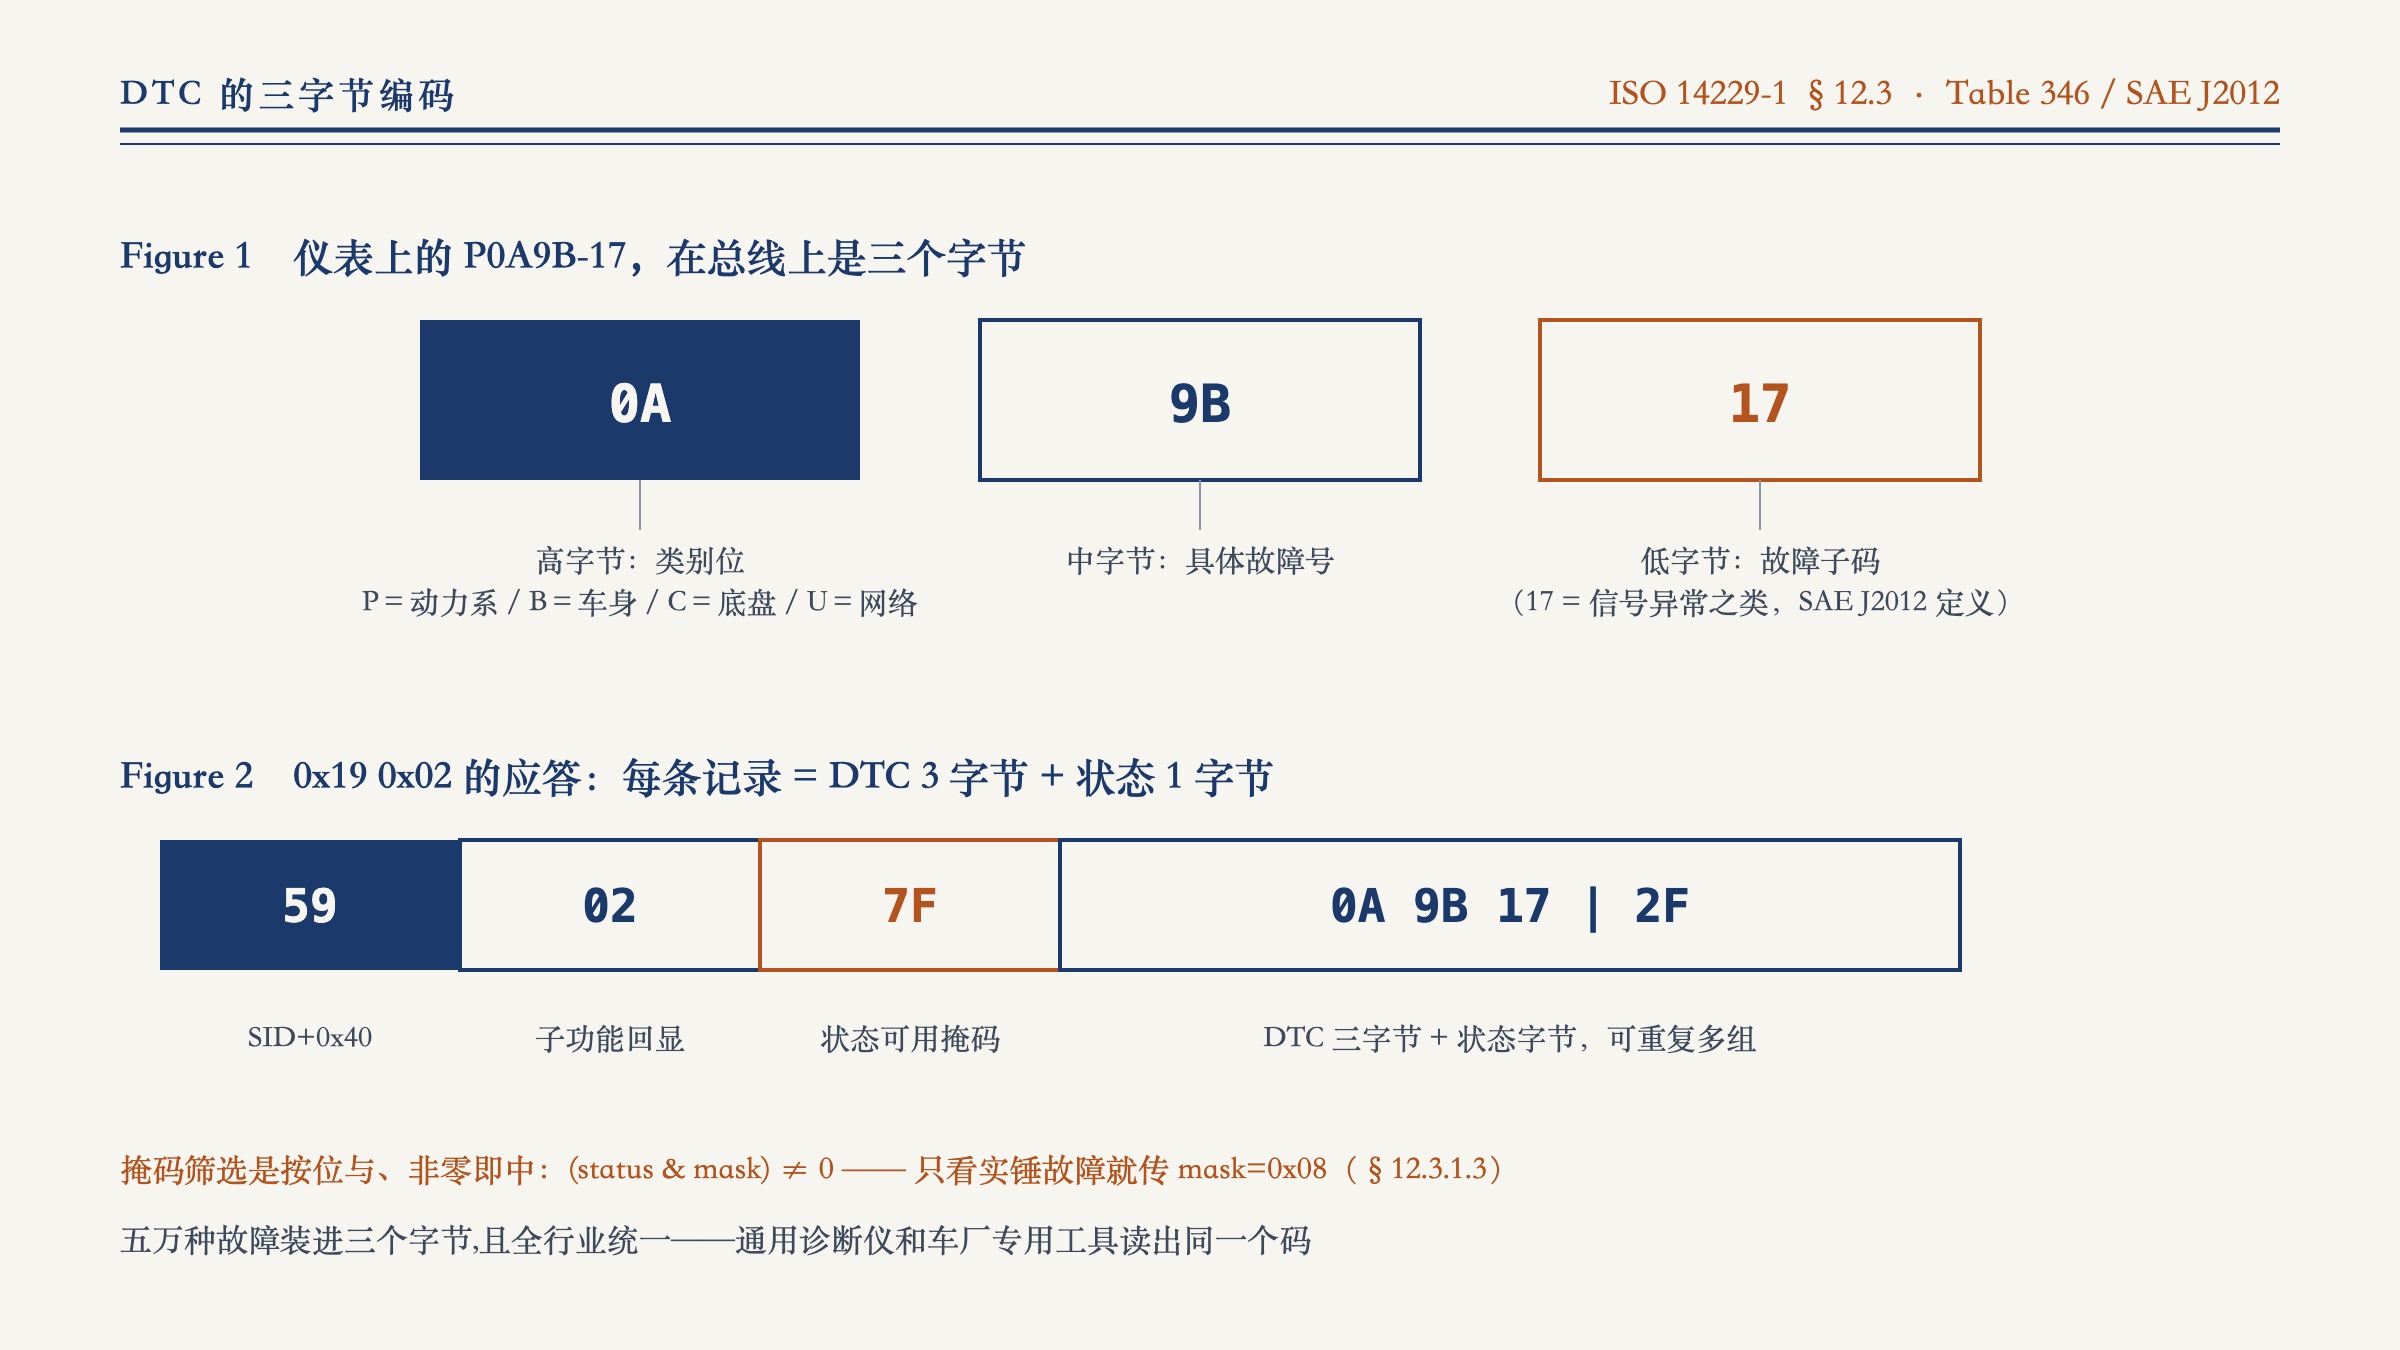 DTC 的三字节编码
ISO 14229-1 § 12.3 · Table 346 / SAE J2012
Figure 1 仪表上的 P0A9B-17，在总线上是三个字节
0A
9B
17
高字节：类别位
P = 动力系 / B = 车身 / C = 底盘 / U = 网络
中字节：具体故障号
低字节：故障子码
（17 = 信号异常之类，SAE J2012 定义）
Figure 2 0x19 0x02 的应答：每条记录 = DTC 3 字节 + 状态 1 字节
59
02
7F
0A 9B 17 | 2F
SID+0x40
子功能回显
状态可用掩码
DTC 三字节 + 状态字节，可重复多组
掩码筛选是按位与、非零即中：(status & mask) ≠ 0 —— 只看实锤故障就传 mask=0x08（ § 12.3.1.3）
五万种故障装进三个字节,且全行业统一——通用诊断仪和车厂专用工具读出同一个码